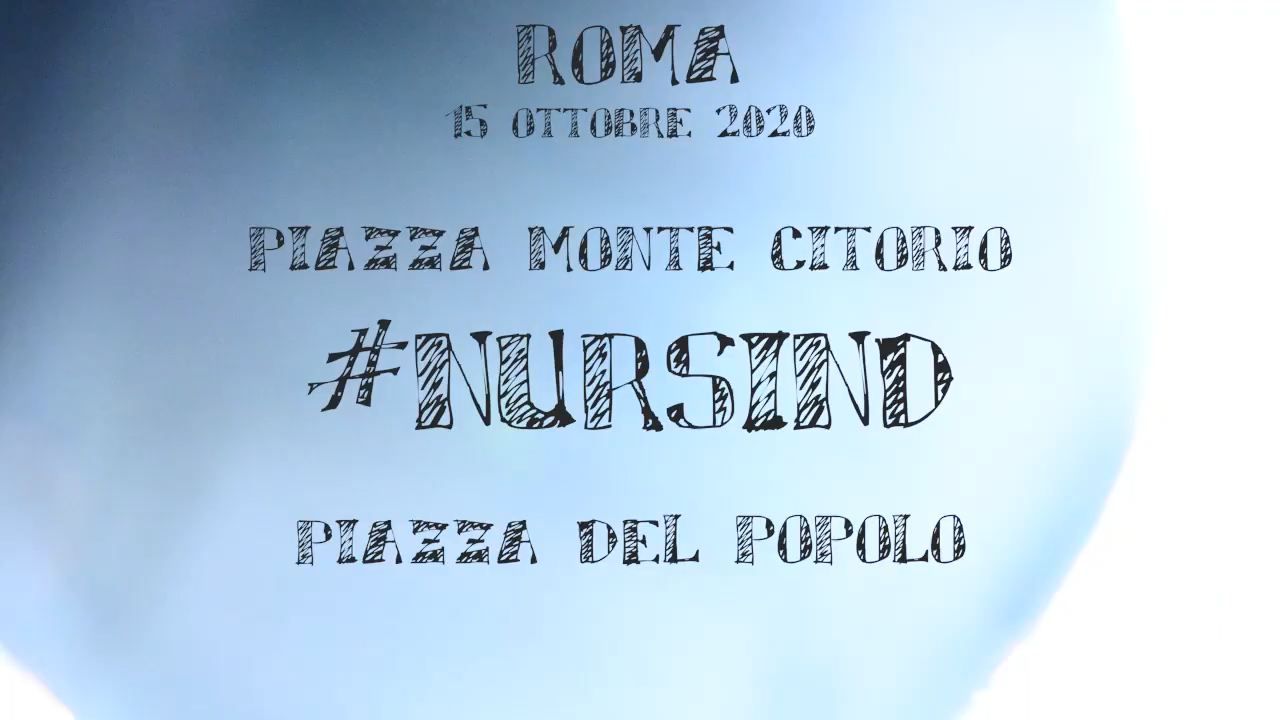 ROMA
15 OTTOBRE 2020
PIAZZA MONTE CITORIO
#NURSIND
PIAZZA DEL POPOLO